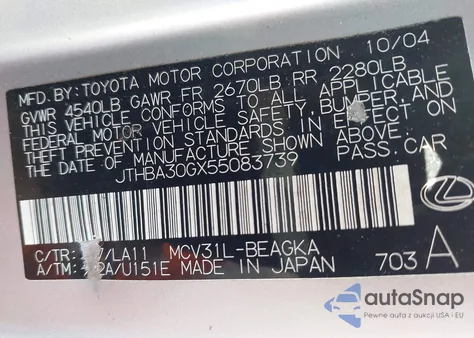 MFD. BY: TOYOTA MOTOR CORPORATION 10/04
GVWR 4540LB GAWR FR 2670LB RR 2280LB
THIS VEHICLE CONFORMS TO ALL APPLICABLE
FEDERAL MOTOR VEHICLE SAFETY, BUMPER, AND
THEFT PREVENTION STANDARDS IN EFFECT ON
THE DATE OF MANUFACTURE SHOWN ABOVE.
JTHBA30GX55083739 PASS. CAR
C/TR: /LA11 MCV31L-BEAGKA
A/TM: A/U151E MADE IN JAPAN 703 A
autoSnap
Pewne auta z aukcji USA i EU